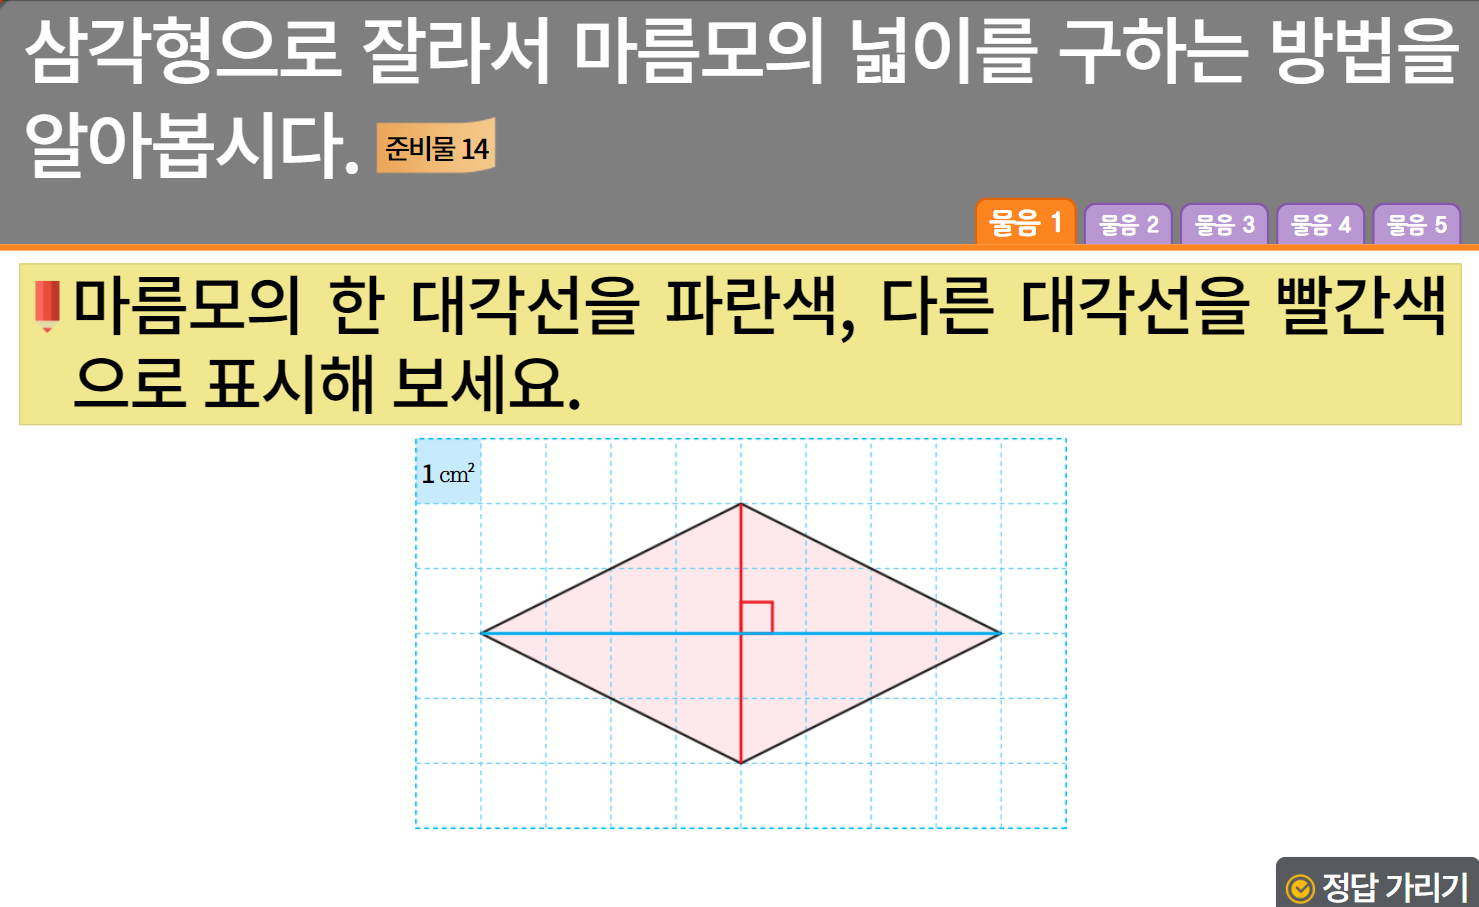 삼각형으로 잘라서 마름모의 넓이를 구하는 방법을
알아봅시다. 준비물 14
물음 1 물음 2 물음 3 물음 4 물음 5
마름모의 한 대각선을 파란색, 다른 대각선을 빨간색
으로 표시해 보세요.
1 cm²
정답 가리기